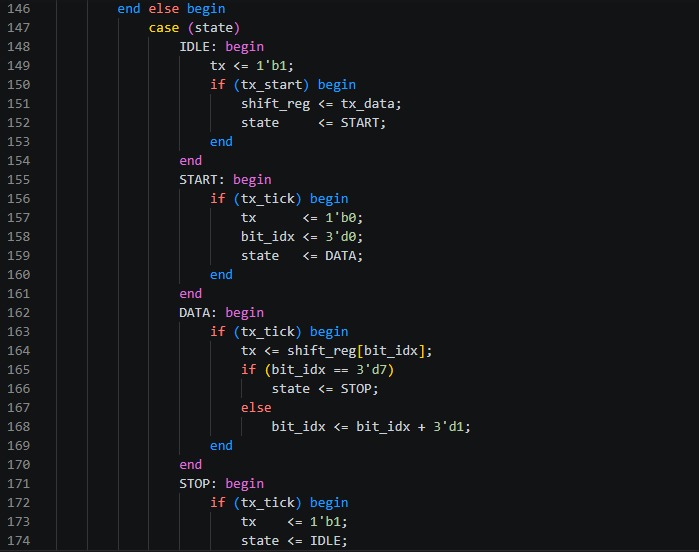 146 end else begin
147 case (state)
148 IDLE: begin
149 tx <= 1'b1;
150 if (tx_start) begin
151 shift_reg <= tx_data;
152 state <= START;
153 end
154 end
155 START: begin
156 if (tx_tick) begin
157 tx <= 1'b0;
158 bit_idx <= 3'd0;
159 state <= DATA;
160 end
161 end
162 DATA: begin
163 if (tx_tick) begin
164 tx <= shift_reg[bit_idx];
165 if (bit_idx == 3'd7)
166 state <= STOP;
167 else
168 bit_idx <= bit_idx + 3'd1;
169 end
170 end
171 STOP: begin
172 if (tx_tick) begin
173 tx <= 1'b1;
174 state <= IDLE;